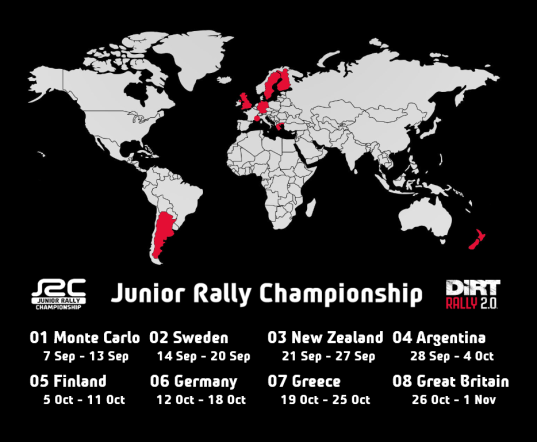 JRC
JUNIOR RALLY
CHAMPIONSHIP
Junior Rally Championship
DiRT
RALLY 2.0
01 Monte Carlo
7 Sep - 13 Sep
02 Sweden
14 Sep - 20 Sep
03 New Zealand
21 Sep - 27 Sep
04 Argentina
28 Sep - 4 Oct
05 Finland
5 Oct - 11 Oct
06 Germany
12 Oct - 18 Oct
07 Greece
19 Oct - 25 Oct
08 Great Britain
26 Oct - 1 Nov